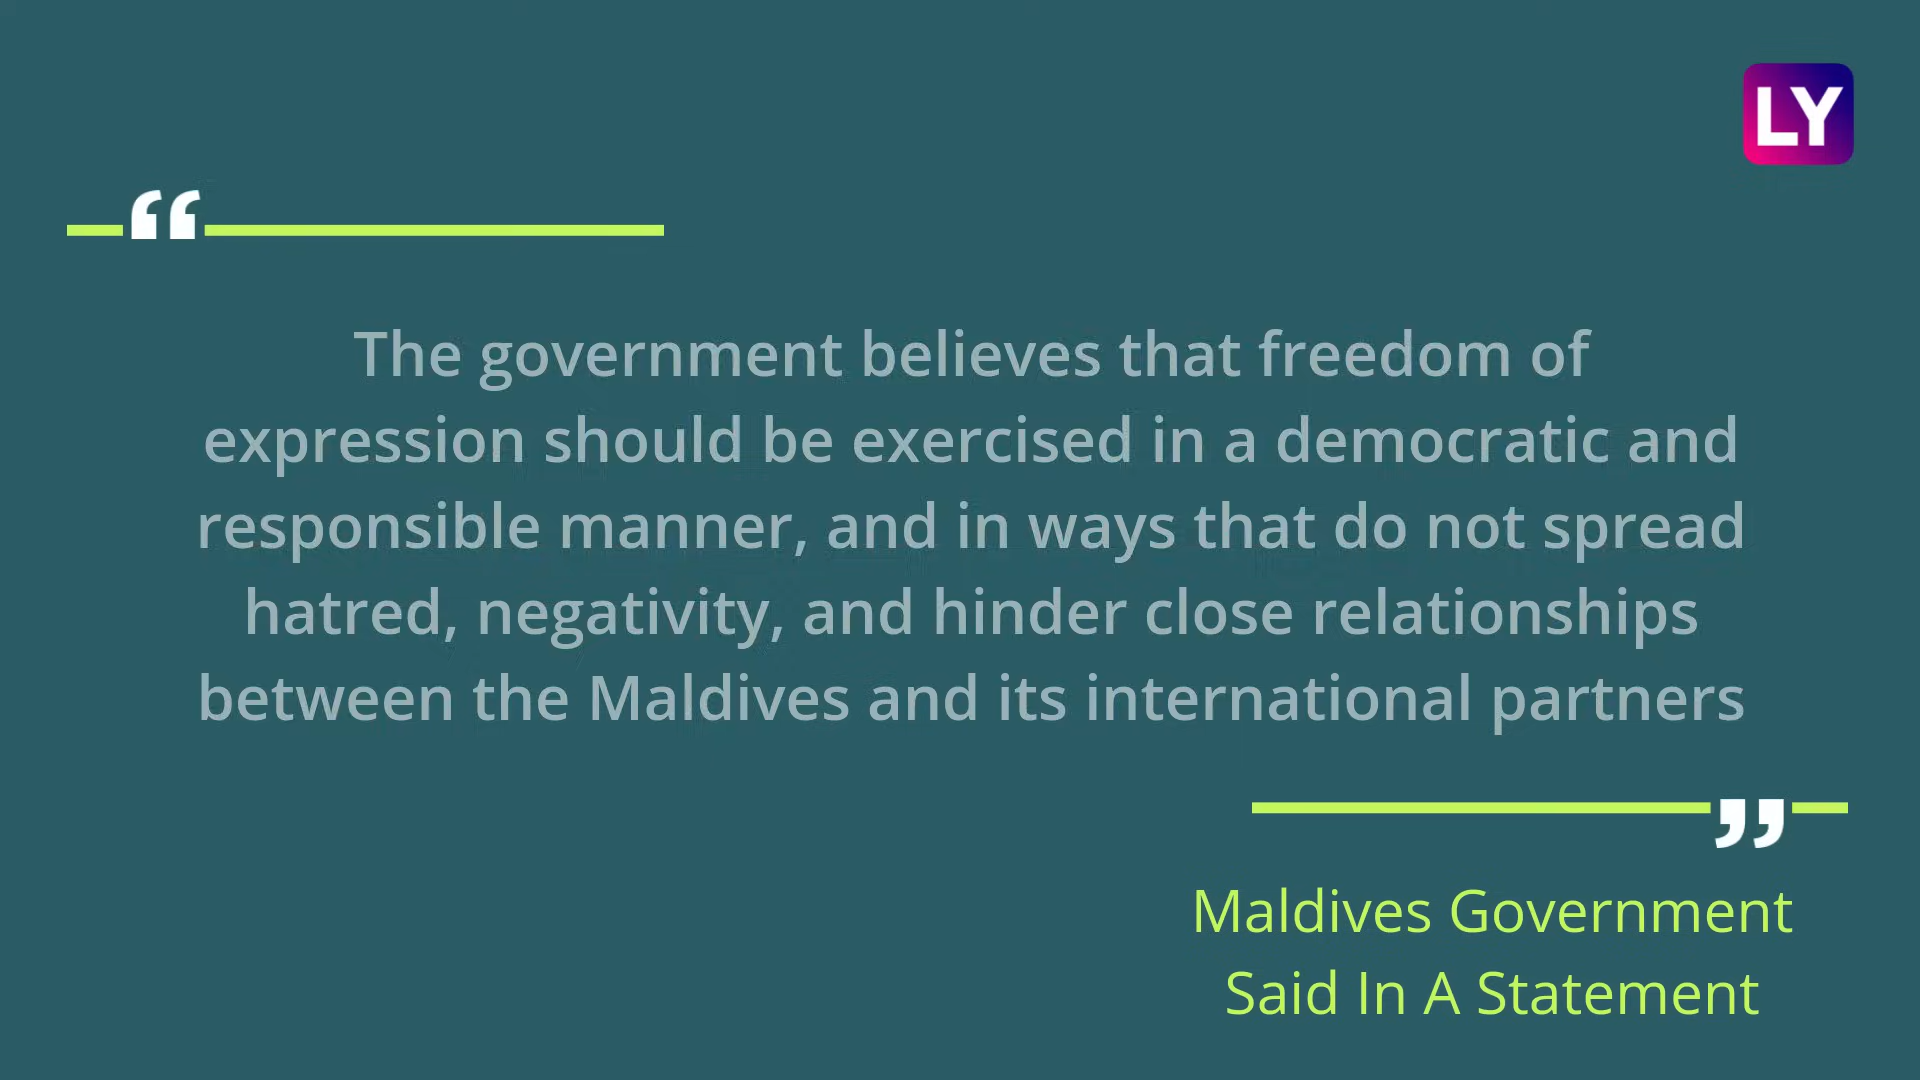 LY
“
The government believes that freedom of
expression should be exercised in a democratic and
responsible manner, and in ways that do not spread
hatred, negativity, and hinder close relationships
between the Maldives and its international partners
”
Maldives Government
Said In A Statement